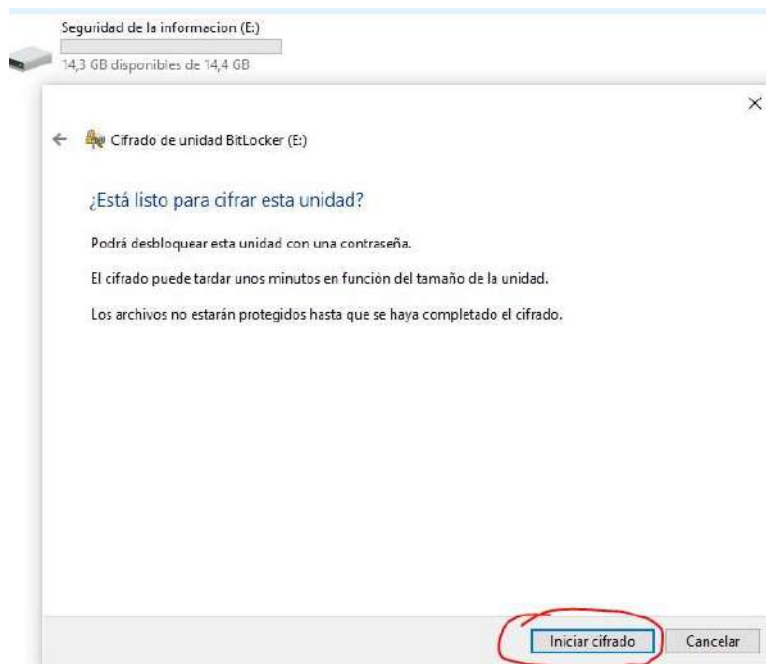 Seguridad de la informacion (E:)
14,3 GB disponibles de 14,4 GB
Cifrado de unidad BitLocker (E:)
¿Está listo para cifrar esta unidad?
Podrá desbloquear esta unidad con una contraseña.
El cifrado puede tardar unos minutos en función del tamaño de la unidad.
Los archivos no estarán protegidos hasta que se haya completado el cifrado.
Iniciar cifrado
Cancelar